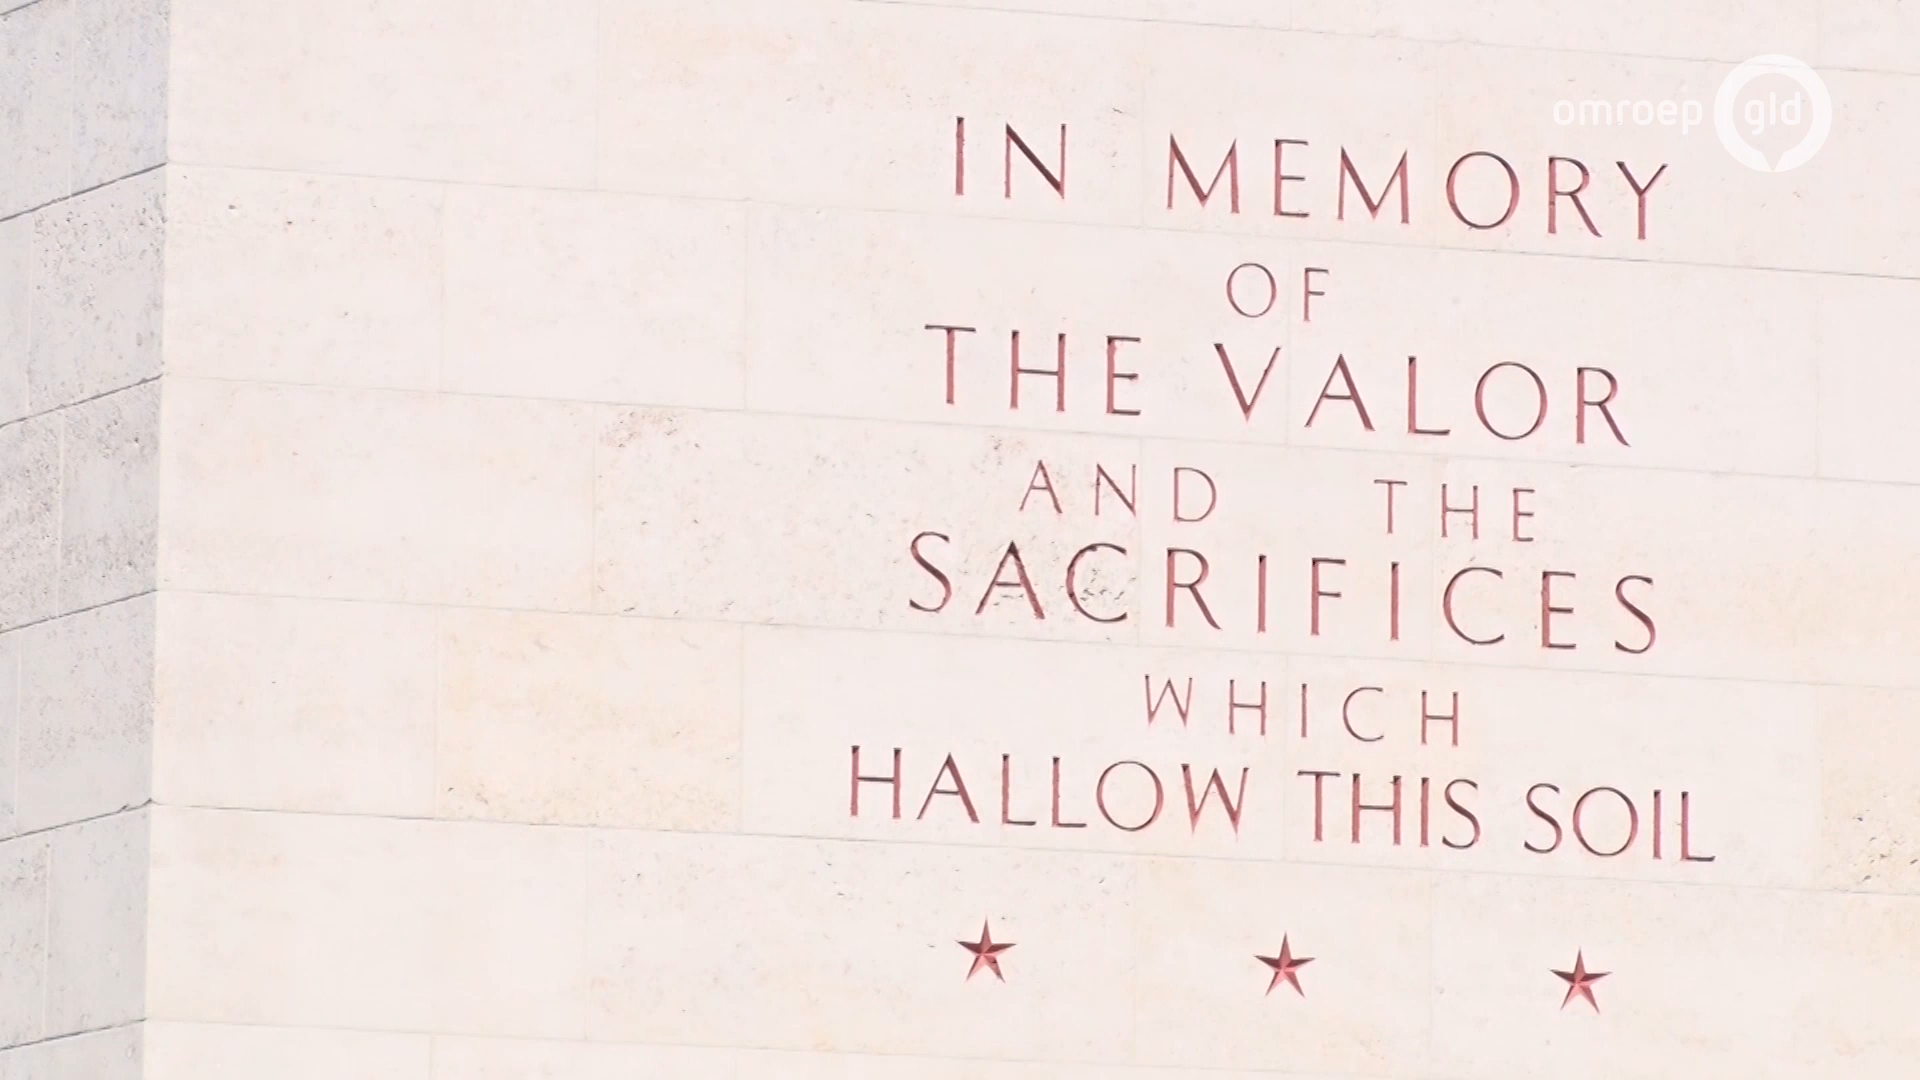 omroep gld
IN MEMORY
OF
THE VALOR
AND THE
SACRIFICES
WHICH
HALLOW THIS SOIL